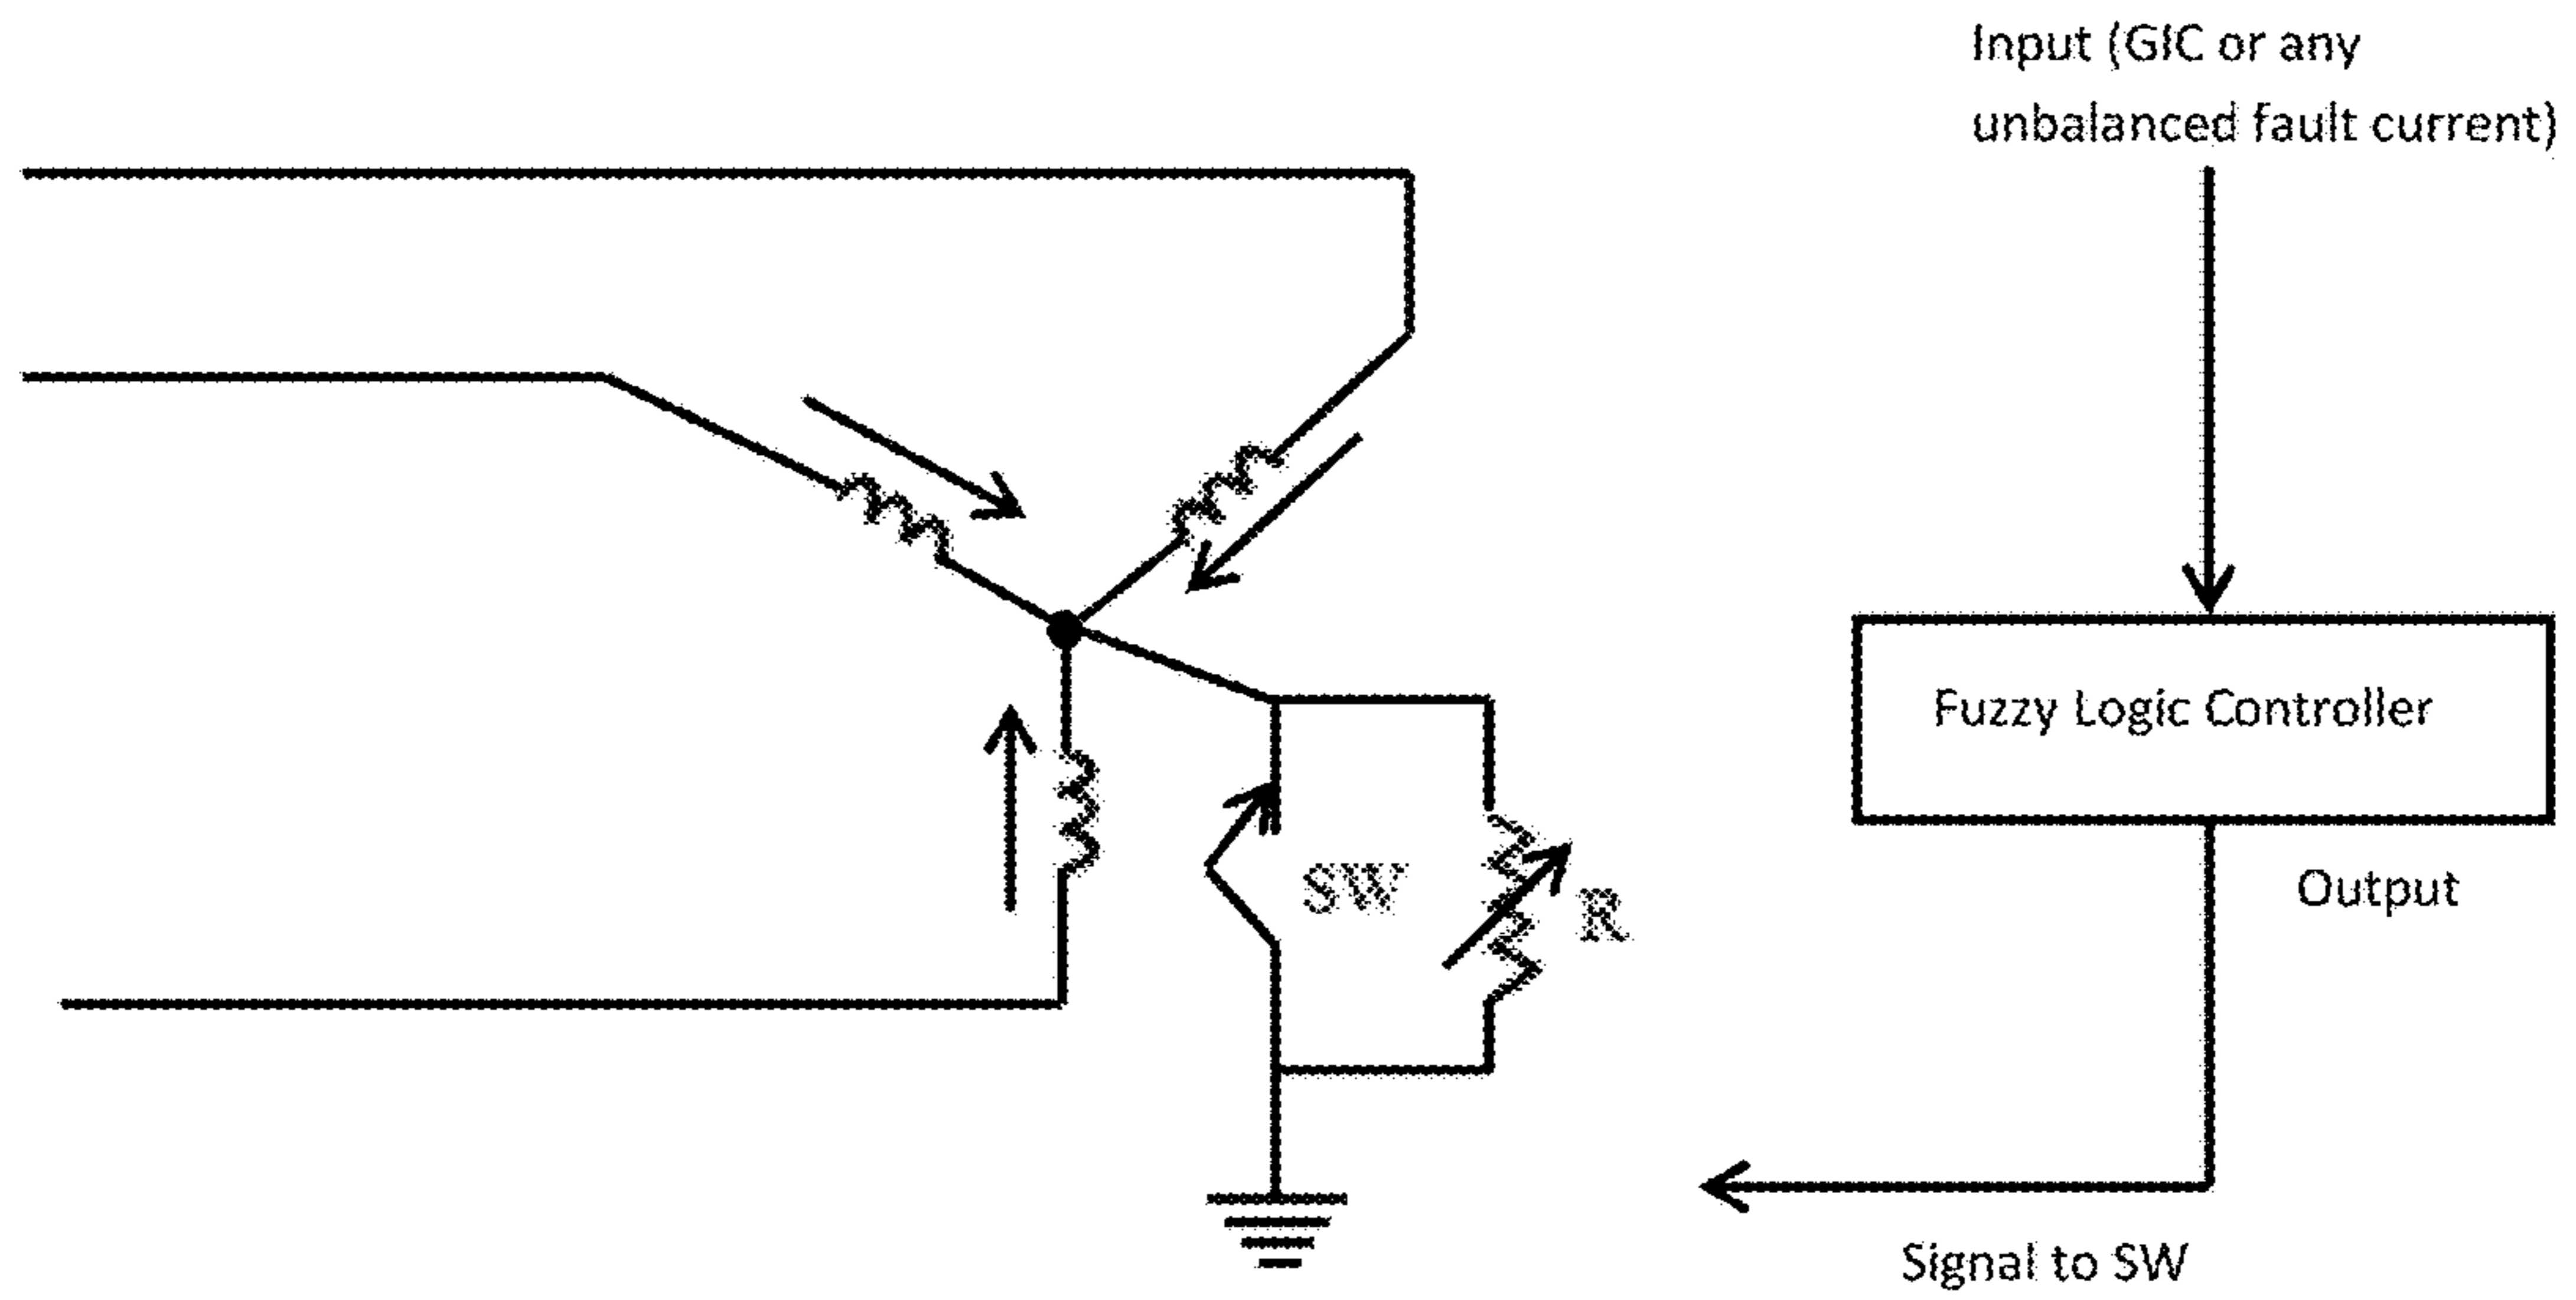 Input (GIC or any
unbalanced fault current)
Fuzzy Logic Controller
SW
R
Output
Signal to SW